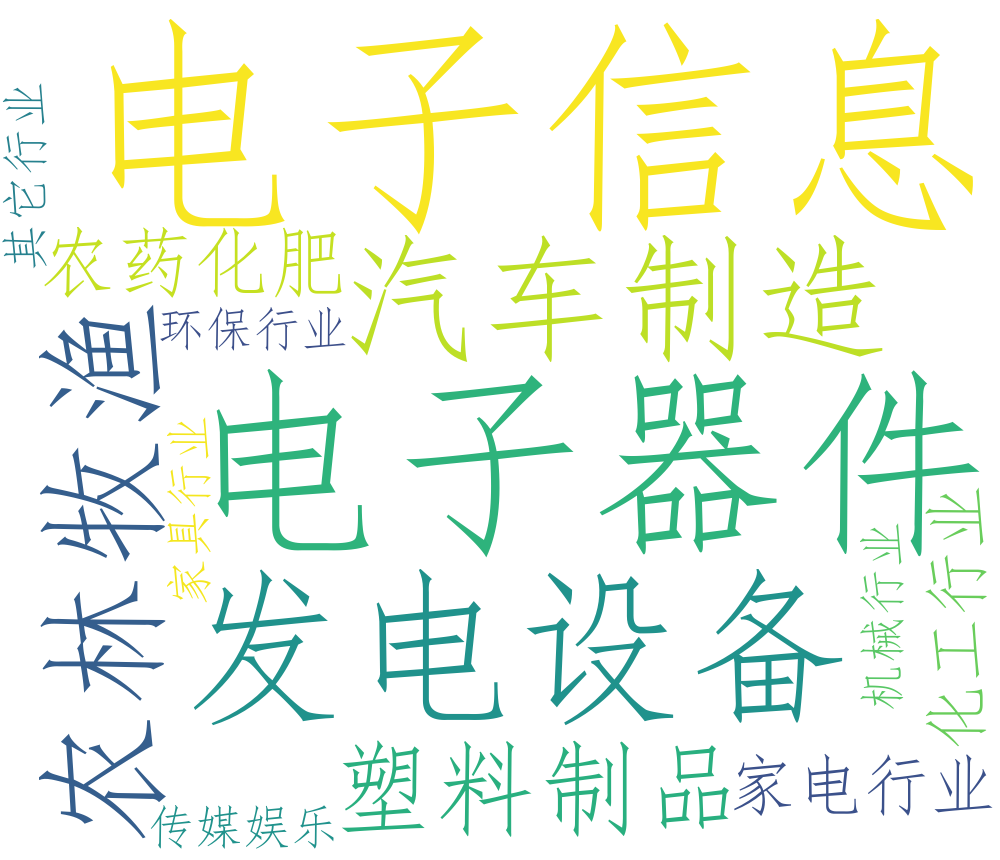 电子信息
其它行业
农药化肥
汽车制造
环保行业
农林牧渔
电子器件
家具行业
化工行业
机械行业
发电设备
塑料制品
家电行业
传媒娱乐